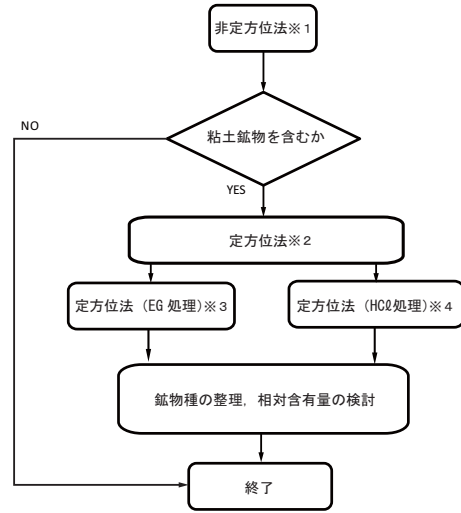 非定方位法※1
粘土鉱物を含むか
NO
YES
定方位法※2
定方位法（EG 処理）※3
定方位法（HCℓ処理）※4
鉱物種の整理，相対含有量の検討
終了